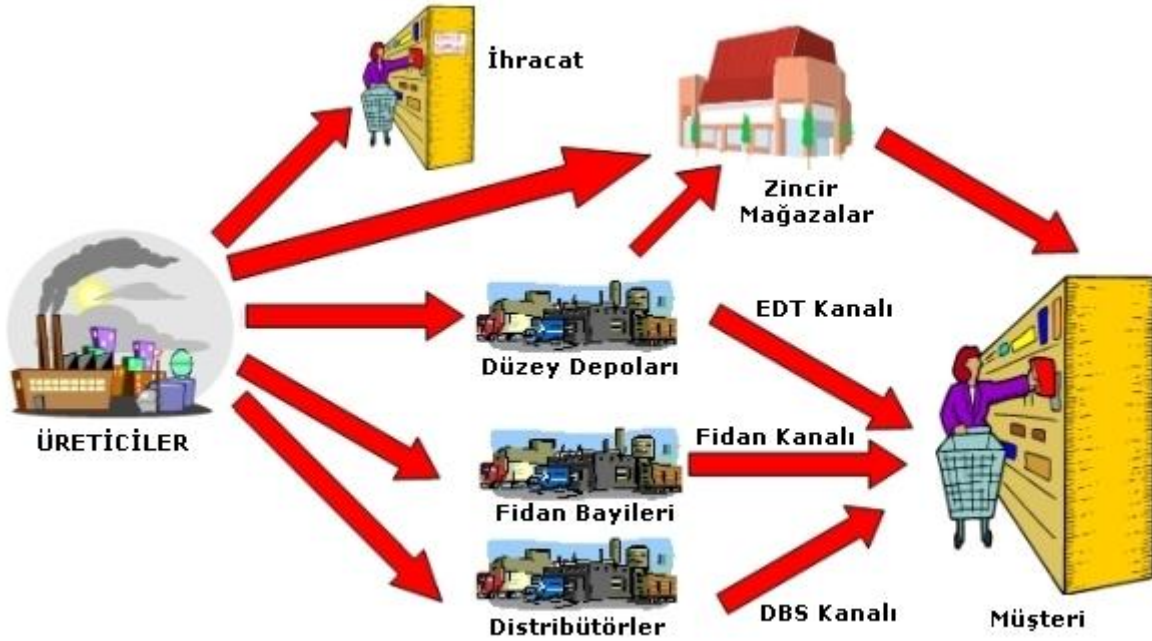 İhracat
Zincir
Mağazalar
EDT Kanalı
Düzey Depoları
ÜRETİCİLER
Fidan Kanalı
Fidan Bayileri
DBS Kanalı
Müşteri
Distribütörler